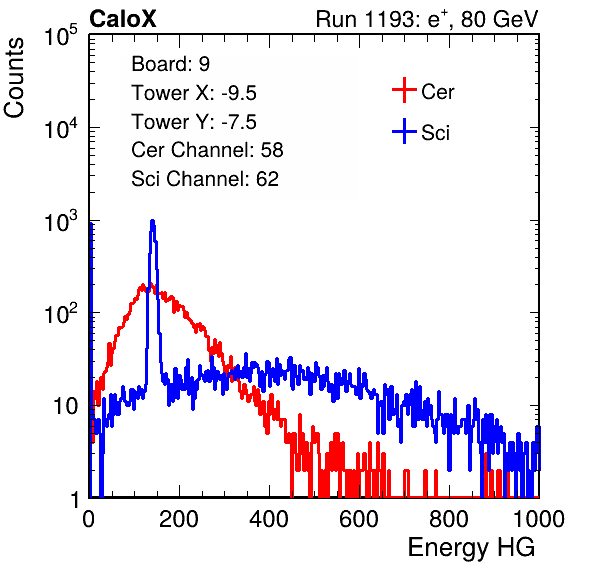 CaloX Run 1193: e+, 80 GeV
Counts
Board: 9
Tower X: -9.5
Tower Y: -7.5
Cer Channel: 58
Sci Channel: 62
Cer
Sci
10^5
10^4
10^3
10^2
10
1
0 200 400 600 800 1000
Energy HG